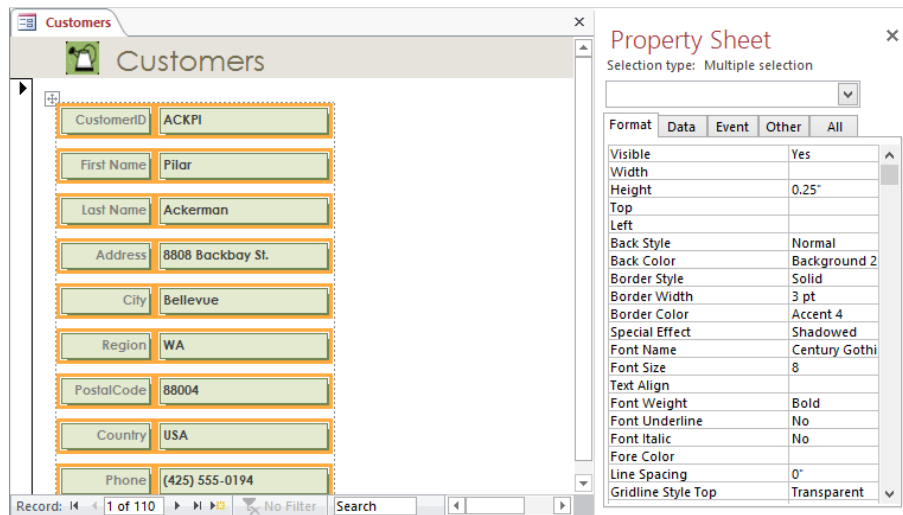 Customers
Customers
CustomerID ACKPI
First Name Pilar
Last Name Ackerman
Address 8808 Backbay St.
City Bellevue
Region WA
PostalCode 88004
Country USA
Phone (425) 555-0194
Record: 1 of 110 No Filter Search
Property Sheet
Selection type: Multiple selection
Format Data Event Other All
Visible Yes
Width
Height 0.25"
Top
Left
Back Style Normal
Back Color Background 2
Border Style Solid
Border Width 3 pt
Border Color Accent 4
Special Effect Shadowed
Font Name Century Gothi
Font Size 8
Text Align
Font Weight Bold
Font Underline No
Font Italic No
Fore Color
Line Spacing 0"
Gridline Style Top Transparent